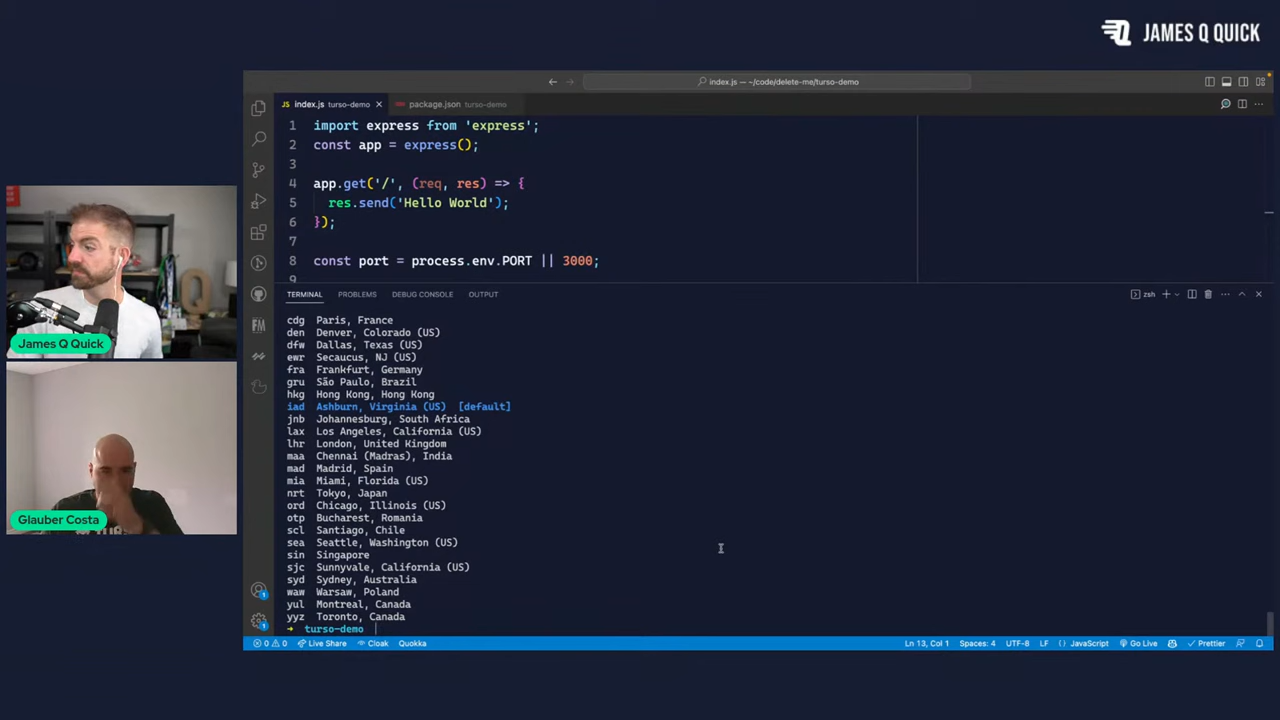 JAMES Q QUICK
index.js — ~/code/delete-me/turso-demo
JS index.js turso-demo
package.json turso-demo
1 import express from 'express';
2 const app = express();
3
4 app.get('/', (req, res) => {
5 res.send('Hello World');
6 });
7
8 const port = process.env.PORT || 3000;
9
TERMINAL PROBLEMS DEBUG CONSOLE OUTPUT
zsh
cdg Paris, France
den Denver, Colorado (US)
dfw Dallas, Texas (US)
ewr Secaucus, NJ (US)
fra Frankfurt, Germany
gru São Paulo, Brazil
hkg Hong Kong, Hong Kong
iad Ashburn, Virginia (US) [default]
jnb Johannesburg, South Africa
lax Los Angeles, California (US)
lhr London, United Kingdom
maa Chennai (Madras), India
mad Madrid, Spain
mia Miami, Florida (US)
nrt Tokyo, Japan
ord Chicago, Illinois (US)
otp Bucharest, Romania
scl Santiago, Chile
sea Seattle, Washington (US)
sin Singapore
sjc Sunnyvale, California (US)
syd Sydney, Australia
waw Warsaw, Poland
yul Montreal, Canada
yyz Toronto, Canada
→ turso-demo
FM
1
1
0 0 Live Share Cloak Quokka
Ln 13, Col 1 Spaces: 4 UTF-8 LF JavaScript Go Live Prettier
James Q Quick
Glauber Costa